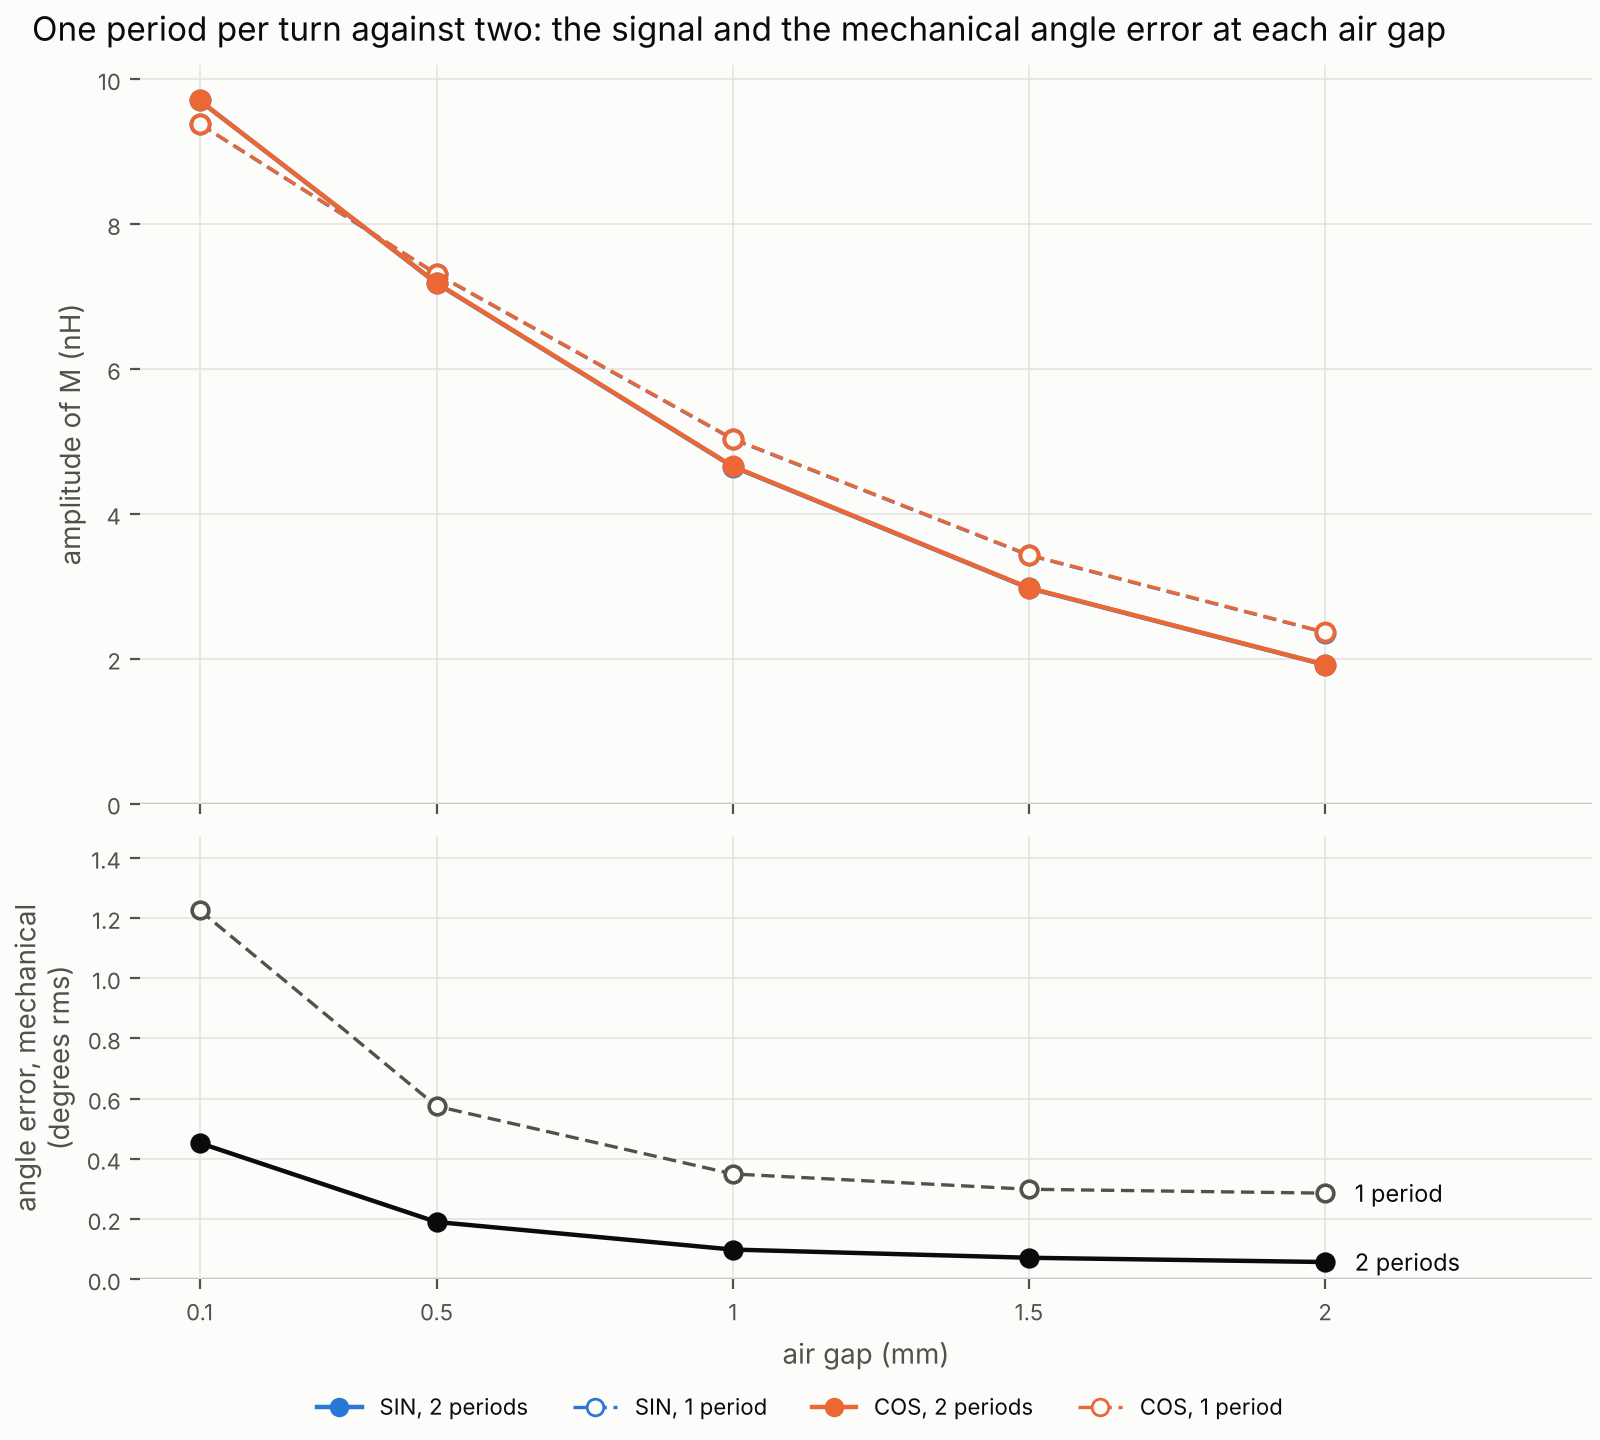 One period per turn against two: the signal and the mechanical angle error at each air gap
10
8
6
4
2
0
amplitude of M (nH)
1.4
1.2
1.0
0.8
0.6
0.4
0.2
0.0
angle error, mechanical
(degrees rms)
1 period
2 periods
0.1 0.5 1 1.5 2
air gap (mm)
SIN, 2 periods SIN, 1 period COS, 2 periods COS, 1 period